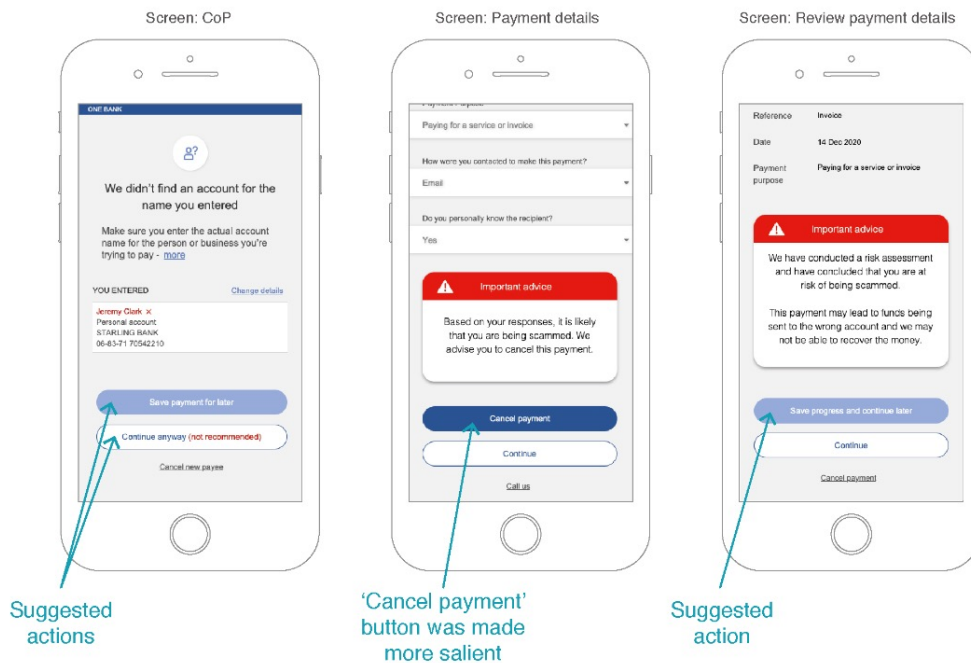 Screen: CoP
ONE BANK
We didn't find an account for the
name you entered
Make sure you enter the actual account
name for the person or business you're
trying to pay - more
YOU ENTERED Change details
Jeremy Clark ×
Personal account
STARLING BANK
06-83-71 70542210
Save payment for later
Continue anyway (not recommended)
Cancel new payee
Suggested
actions
Screen: Payment details
Paying for a service or invoice
How were you contacted to make this payment?
Email
Do you personally know the recipient?
Yes
Important advice
Based on your responses, it is likely
that you are being scammed. We
advise you to cancel this payment.
Cancel payment
Continue
Call us
'Cancel payment'
button was made
more salient
Screen: Review payment details
Reference Invoice
Date 14 Dec 2020
Payment Paying for a service or invoice
purpose
Important advice
We have conducted a risk assessment
and have concluded that you are at
risk of being scammed.
This payment may lead to funds being
sent to the wrong account and we may
not be able to recover the money.
Save progress and continue later
Continue
Cancel payment
Suggested
action